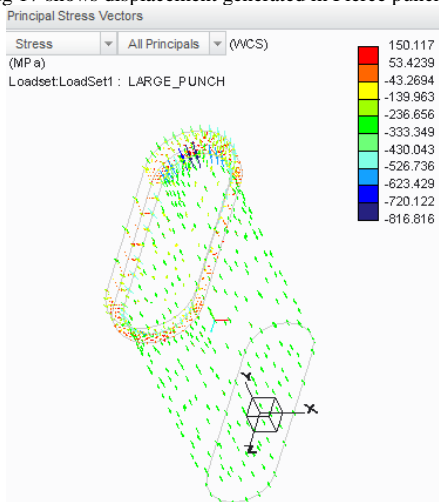 Principal Stress Vectors
Stress All Principals (WCS)
(MPa)
Loadset:LoadSet1 : LARGE_PUNCH
150.117
53.4239
-43.2694
-139.963
-236.656
-333.349
-430.043
-526.736
-623.429
-720.122
-816.816
Y
X
Z